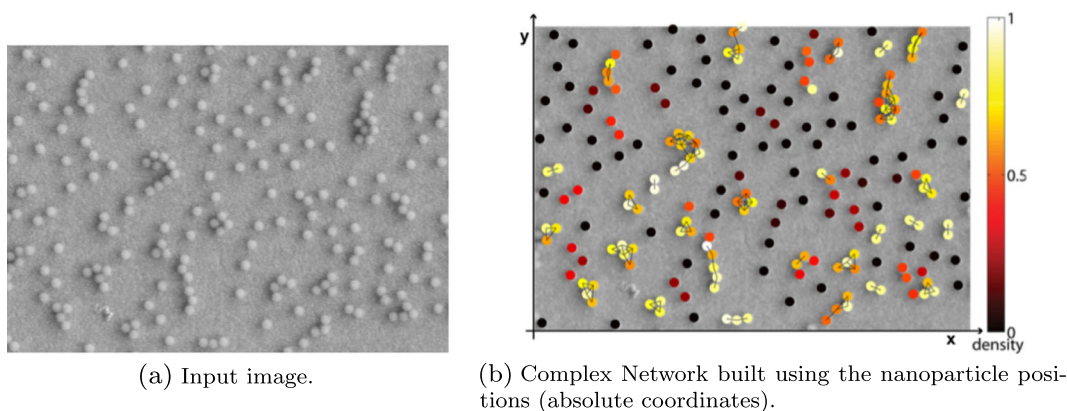 y
1
0.5
0
x
density
(a) Input image.
(b) Complex Network built using the nanoparticle posi-
tions (absolute coordinates).